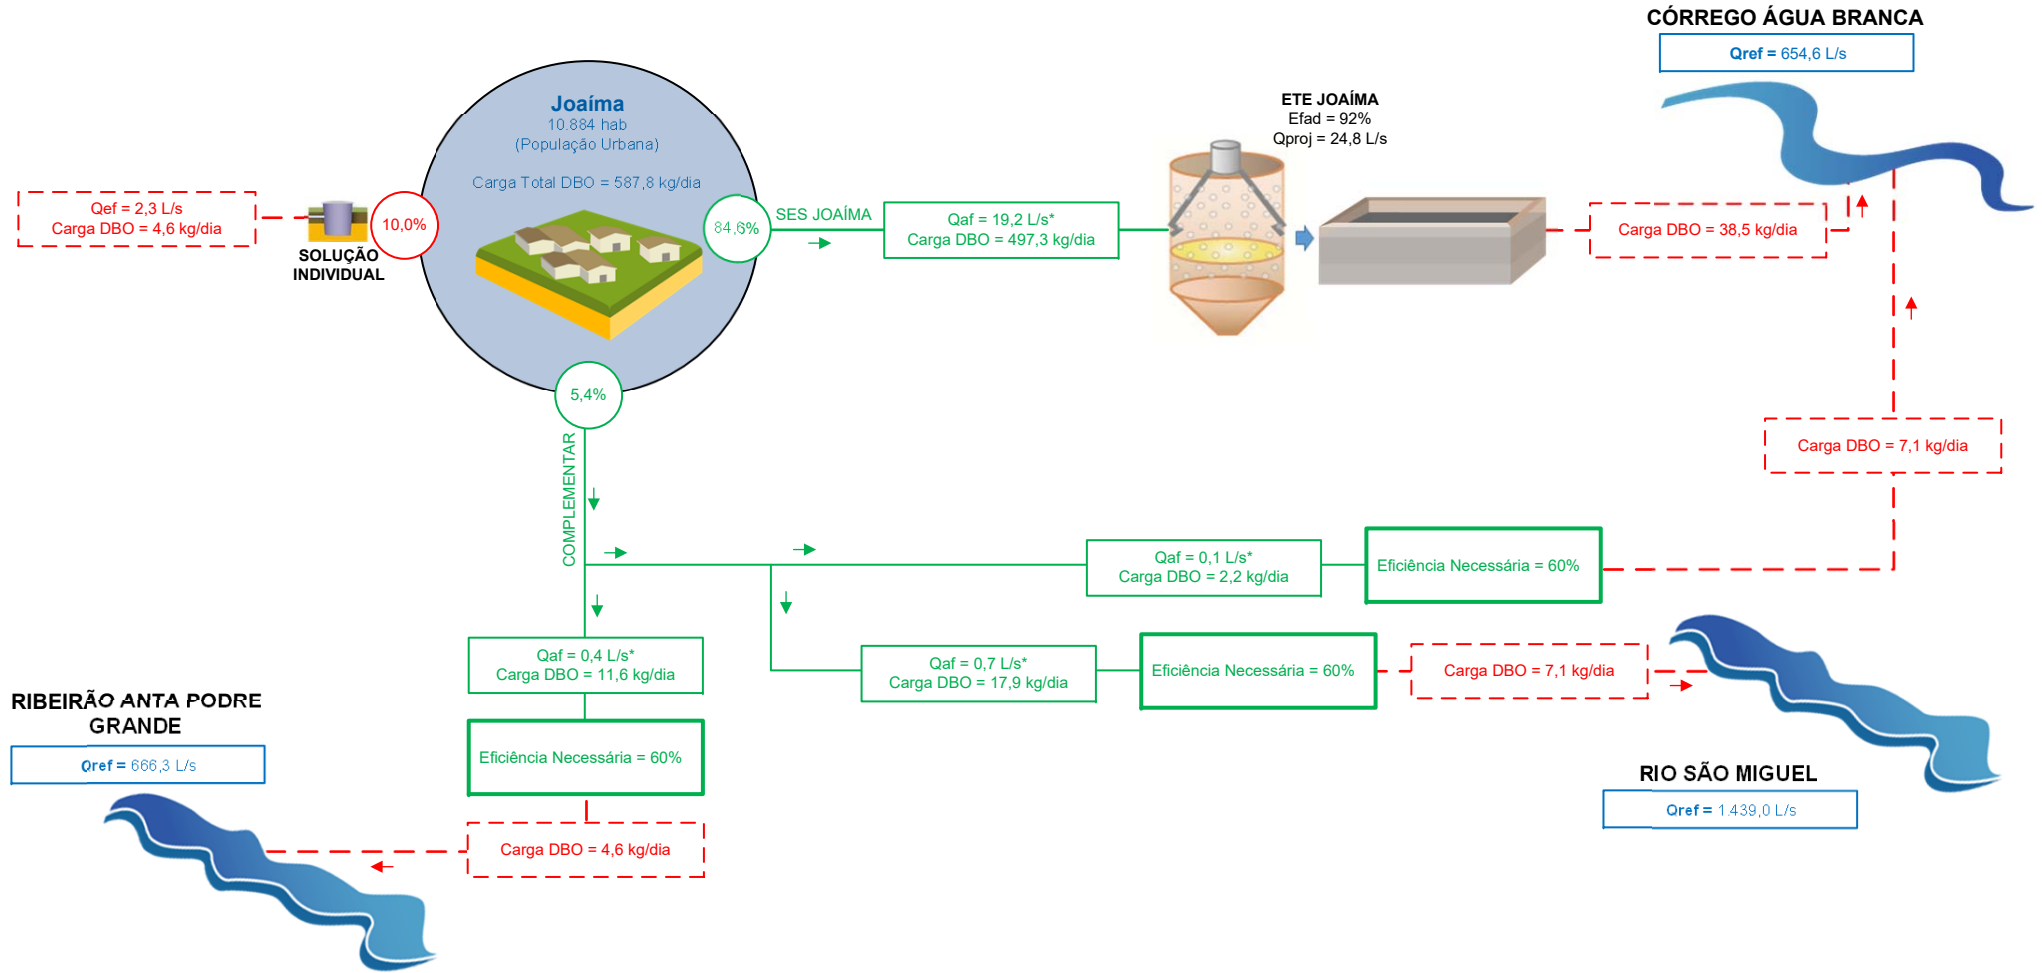 CÓRREGO ÁGUA BRANCA
Qref = 654,6 L/s
Joaíma
10.884 hab
(População Urbana)
Carga Total DBO = 587,8 kg/dia
ETE JOAÍMA
Efad = 92%
Qproj = 24,8 L/s
Qef = 2,3 L/s
Carga DBO = 4,6 kg/dia
SOLUÇÃO
INDIVIDUAL
10,0%
84,6%
SES JOAÍMA
Qaf = 19,2 L/s*
Carga DBO = 497,3 kg/dia
Carga DBO = 38,5 kg/dia
5,4%
COMPLEMENTAR
Carga DBO = 7,1 kg/dia
Qaf = 0,1 L/s*
Carga DBO = 2,2 kg/dia
Eficiência Necessária = 60%
Qaf = 0,4 L/s*
Carga DBO = 11,6 kg/dia
Qaf = 0,7 L/s*
Carga DBO = 17,9 kg/dia
Eficiência Necessária = 60%
Carga DBO = 7,1 kg/dia
RIBEIRÃO ANTA PODRE
GRANDE
Qref = 666,3 L/s
Eficiência Necessária = 60%
RIO SÃO MIGUEL
Qref = 1.439,0 L/s
Carga DBO = 4,6 kg/dia